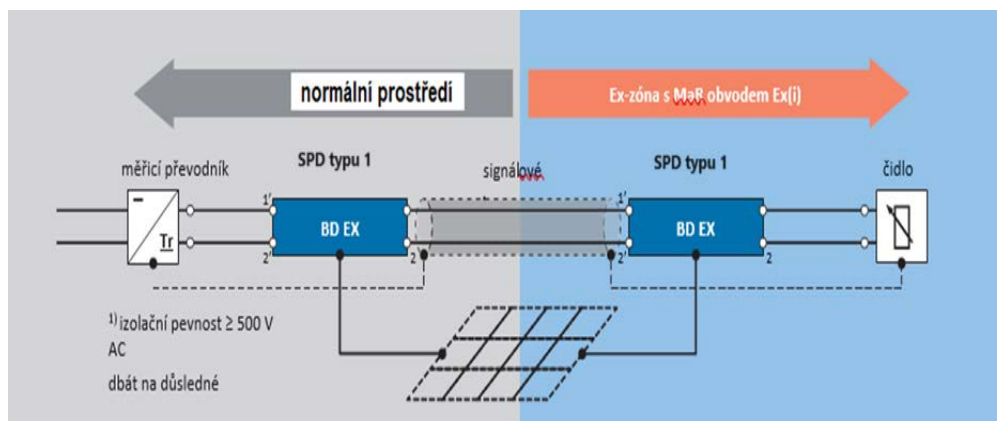 normální prostředí
Ex-zóna s MaR obvodem Ex(i)
měřicí převodník
SPD typu 1
signálové
SPD typu 1
čidlo
Tr
1'
BD EX
2'
2
1'
BD EX
2'
2
1) izolační pevnost ≥ 500 V
AC
dbát na důsledné